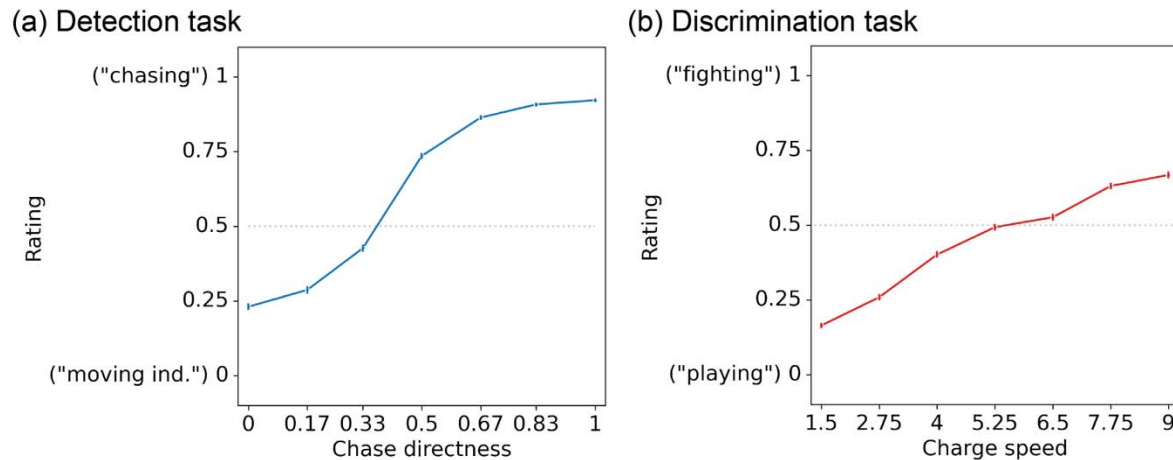 (a) Detection task
("chasing") 1
0.75
0.5
0.25
("moving ind.") 0
Rating
0 0.17 0.33 0.5 0.67 0.83 1
Chase directness
(b) Discrimination task
("fighting") 1
0.75
0.5
0.25
("playing") 0
Rating
1.5 2.75 4 5.25 6.5 7.75 9
Charge speed